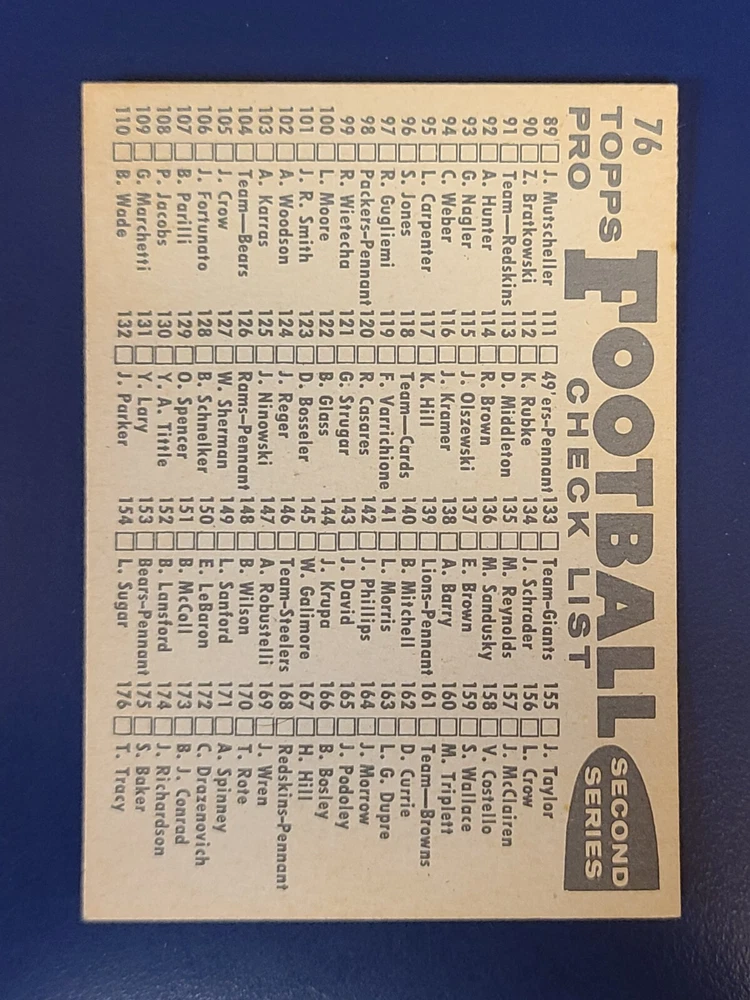 76
TOPPS PRO FOOTBALL
CHECK LIST
SECOND SERIES
89 J. Mutscheller
90 Z. Bratkowski
91 Team—Redskins
92 A. Hunter
93 G. Nagler
94 C. Weber
95 L. Carpenter
96 S. Jones
97 R. Gugliemi
98 Packers-Pennant
99 R. Wietecha
100 L. Moore
101 J. R. Smith
102 A. Woodson
103 A. Karras
104 Team—Bears
105 J. Crow
106 J. Fortunato
107 B. Parilli
108 P. Jacobs
109 G. Marchetti
110 B. Wade
111 49'ers-Pennant
112 K. Rubke
113 D. Middleton
114 R. Brown
115 J. Olszewski
116 J. Kramer
117 K. Hill
118 Team—Cards
119 F. Varrichione
120 R. Casares
121 G. Strugar
122 B. Glass
123 D. Bosseler
124 J. Reger
125 J. Ninowski
126 Rams-Pennant
127 W. Sherman
128 B. Schnelker
129 O. Spencer
130 Y. A. Tittle
131 Y. Lary
132 J. Parker
133 Team-Giants
134 J. Schrader
135 M. Reynolds
136 M. Sandusky
137 E. Brown
138 A. Barry
139 Lions-Pennant
140 B. Mitchell
141 L. Morris
142 J. Phillips
143 J. David
144 J. Krupa
145 W. Galimore
146 Team-Steelers
147 A. Robustelli
148 B. Wilson
149 L. Sanford
150 E. LeBaron
151 B. McColl
152 B. Lansford
153 Bears-Pennant
154 L. Sugar
155 J. Taylor
156 L. Crow
157 J. McClairen
158 V. Costello
159 S. Wallace
160 M. Triplett
161 Team—Browns
162 D. Currie
163 L. G. Dupre
164 J. Morrow
165 J. Podoley
166 B. Bosley
167 H. Hill
168 Redskins-Pennant
169 J. Wren
170 T. Rote
171 A. Spinney
172 C. Drazenovich
173 B. J. Conrad
174 J. Richardson
175 S. Baker
176 T. Tracy